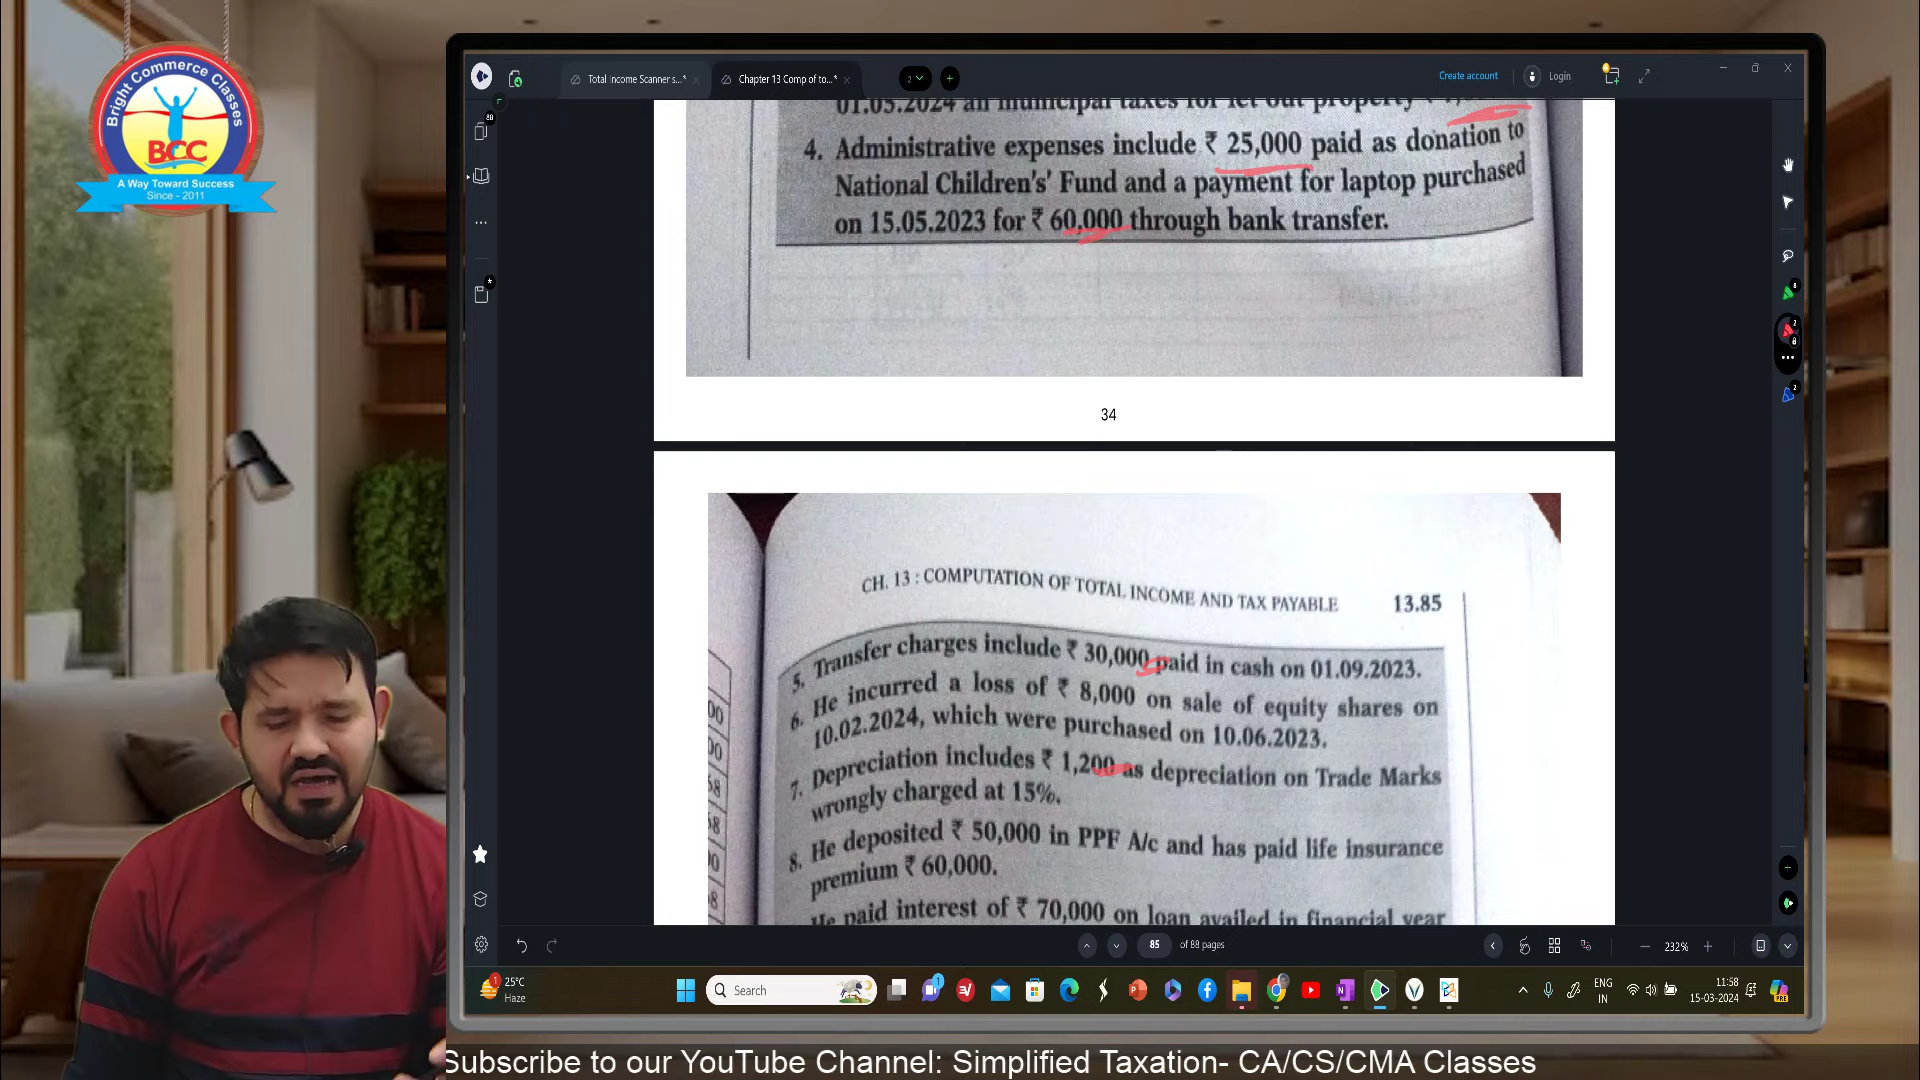 Bright Commerce Classes
BCC
A Way Toward Success
Since - 2011
Total Income Scanner s...*
Chapter 13 Comp of to...*
2
Create account
Login
88
01.05.2024 an municipal taxes for let out property ₹
4. Administrative expenses include ₹ 25,000 paid as donation to
National Children's' Fund and a payment for laptop purchased
on 15.05.2023 for ₹ 60,000 through bank transfer.
34
CH. 13 : COMPUTATION OF TOTAL INCOME AND TAX PAYABLE 13.85
5. Transfer charges include ₹ 30,000 paid in cash on 01.09.2023.
6. He incurred a loss of ₹ 8,000 on sale of equity shares on
10.02.2024, which were purchased on 10.06.2023.
7. Depreciation includes ₹ 1,200 as depreciation on Trade Marks
wrongly charged at 15%.
8. He deposited ₹ 50,000 in PPF A/c and has paid life insurance
premium ₹ 60,000.
He paid interest of ₹ 70,000 on loan availed in financial year
85 of 88 pages
232%
25°C
Haze
Search
ENG
IN
11:58
15-03-2024
Subscribe to our YouTube Channel: Simplified Taxation- CA/CS/CMA Classes